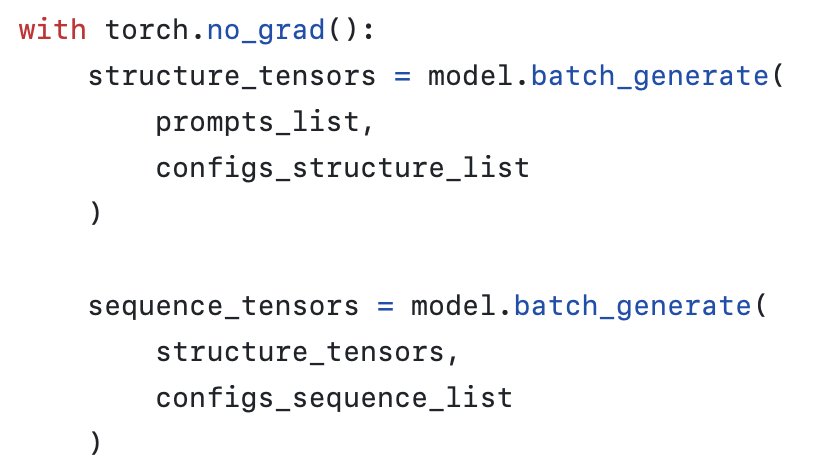 with torch.no_grad():
    structure_tensors = model.batch_generate(
        prompts_list,
        configs_structure_list
    )

    sequence_tensors = model.batch_generate(
        structure_tensors,
        configs_sequence_list
    )